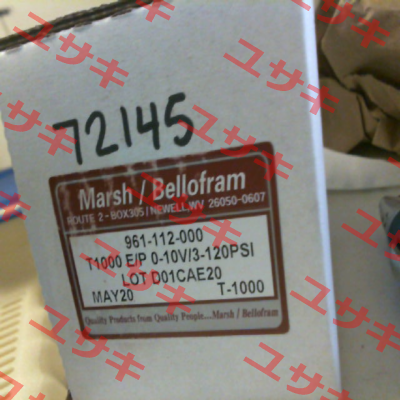 72145
Marsh / Bellofram
ROUTE 2 - BOX305 / NEWELL, WV 26050-0607
961-112-000
T1000 E/P 0-10V/3-120PSI
LOT D01CAE20
MAY20 T-1000
Quality Products from Quality People...Marsh / Bellofram
ユサキ
ユサキ
ユサキ
ユサキ
ユサキ
ユサキ
ユサキ
ユサキ